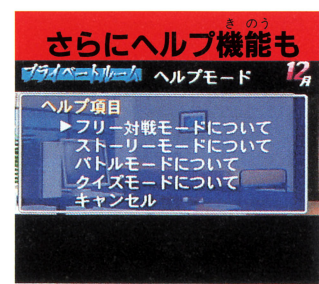 きのう
さらにヘルプ機能も
プライベートルーム ヘルプモード 12月
ヘルプ項目
▶フリー対戦モードについて
ストーリーモードについて
バトルモードについて
クイズモードについて
キャンセル